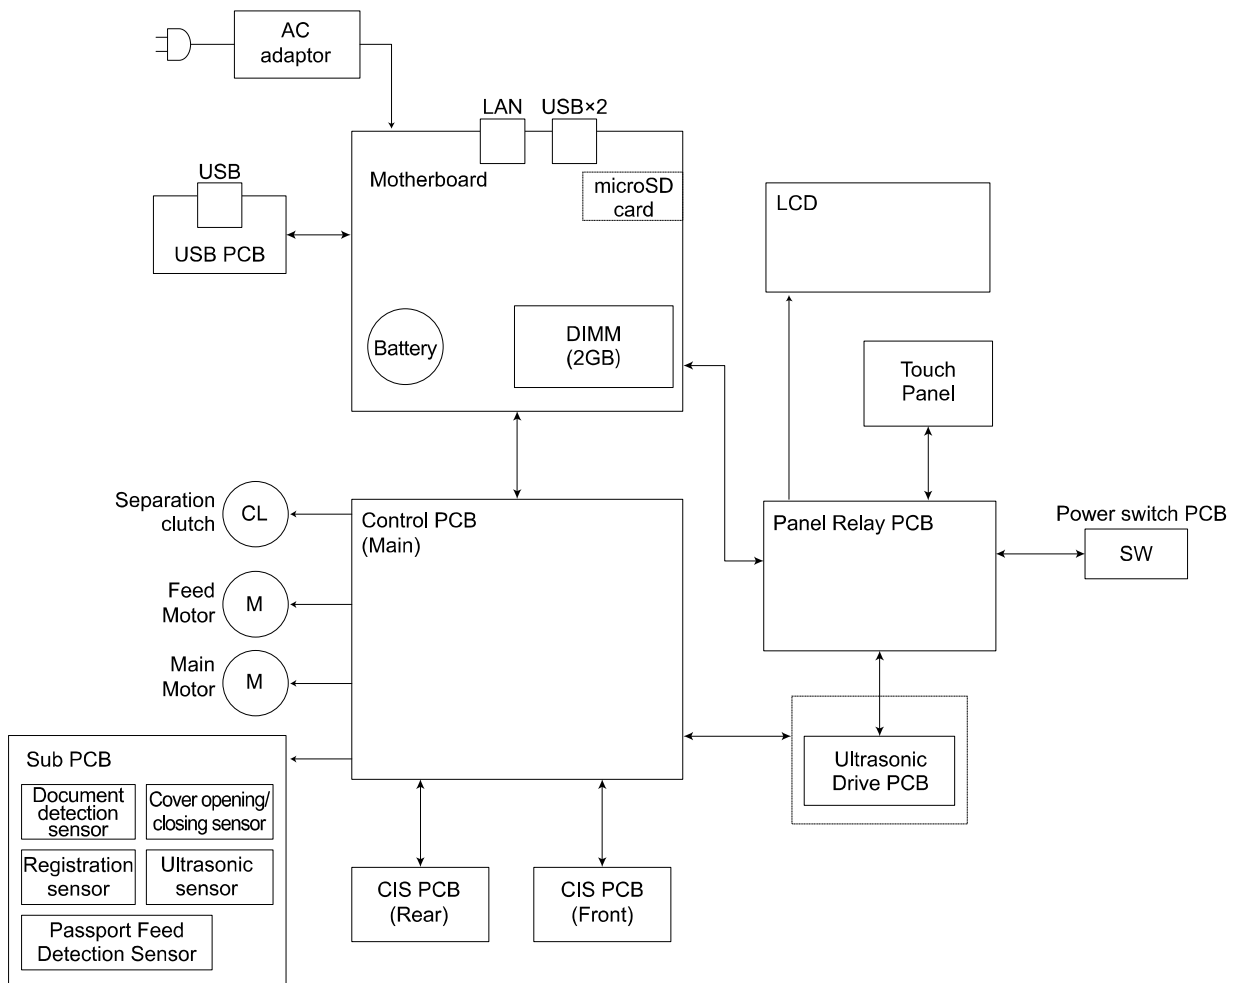 AC
adaptor
LAN
USB×2
Motherboard
microSD
card
USB
USB PCB
LCD
Battery
DIMM
(2GB)
Touch
Panel
Separation
clutch
CL
Control PCB
(Main)
Panel Relay PCB
Power switch PCB
SW
Feed
Motor
M
Main
Motor
M
Sub PCB
Document
detection
sensor
Cover opening/
closing sensor
Registration
sensor
Ultrasonic
sensor
Passport Feed
Detection Sensor
Ultrasonic
Drive PCB
CIS PCB
(Rear)
CIS PCB
(Front)